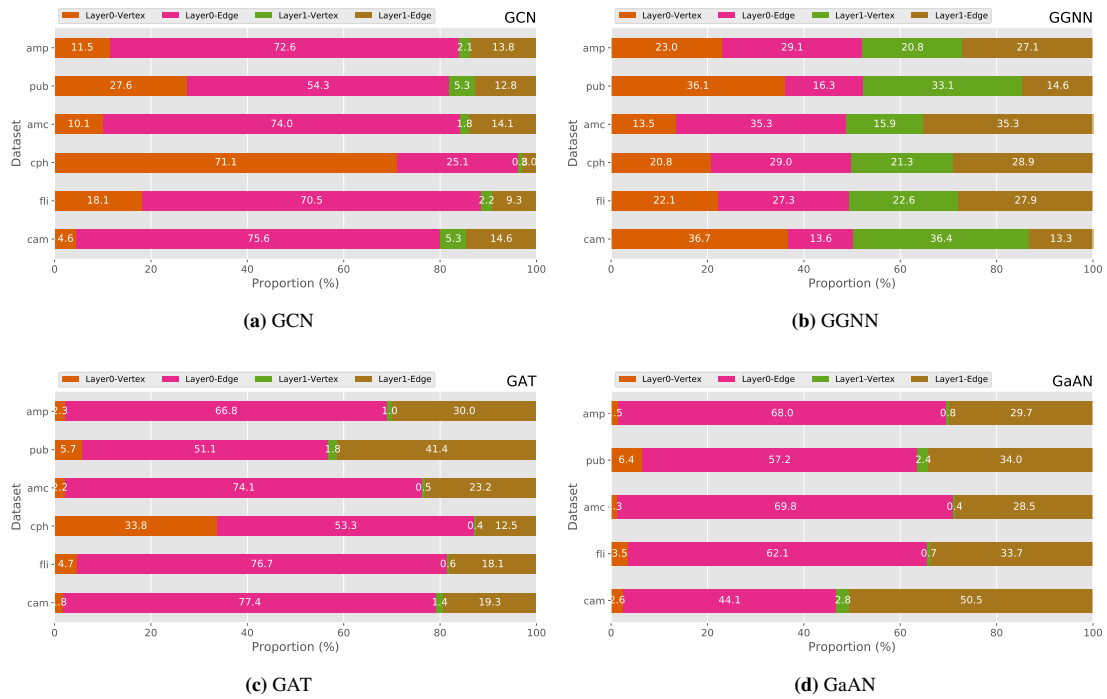 Layer0-Vertex Layer0-Edge Layer1-Vertex Layer1-Edge GCN
amp 11.5 72.6 2.1 13.8
pub 27.6 54.3 5.3 12.8
amc 10.1 74.0 1.8 14.1
cph 71.1 25.1
fli 18.1 70.5 2.2 9.3
cam 4.6 75.6 5.3 14.6
Dataset
0 20 40 60 80 100
Proportion (%)
(a) GCN
Layer0-Vertex Layer0-Edge Layer1-Vertex Layer1-Edge GGNN
amp 23.0 29.1 20.8 27.1
pub 36.1 16.3 33.1 14.6
amc 13.5 35.3 15.9 35.3
cph 20.8 29.0 21.3 28.9
fli 22.1 27.3 22.6 27.9
cam 36.7 13.6 36.4 13.3
Dataset
0 20 40 60 80 100
Proportion (%)
(b) GGNN
Layer0-Vertex Layer0-Edge Layer1-Vertex Layer1-Edge GAT
amp 2.3 66.8 1.0 30.0
pub 5.7 51.1 1.8 41.4
amc 2.2 74.1 0.5 23.2
cph 33.8 53.3 0.4 12.5
fli 4.7 76.7 0.6 18.1
cam .8 77.4 1.4 19.3
Dataset
0 20 40 60 80 100
Proportion (%)
(c) GAT
Layer0-Vertex Layer0-Edge Layer1-Vertex Layer1-Edge GaAN
amp .5 68.0 0.8 29.7
pub 6.4 57.2 2.4 34.0
amc .3 69.8 0.4 28.5
fli 3.5 62.1 0.7 33.7
cam 2.6 44.1 2.8 50.5
Dataset
0 20 40 60 80 100
Proportion (%)
(d) GaAN